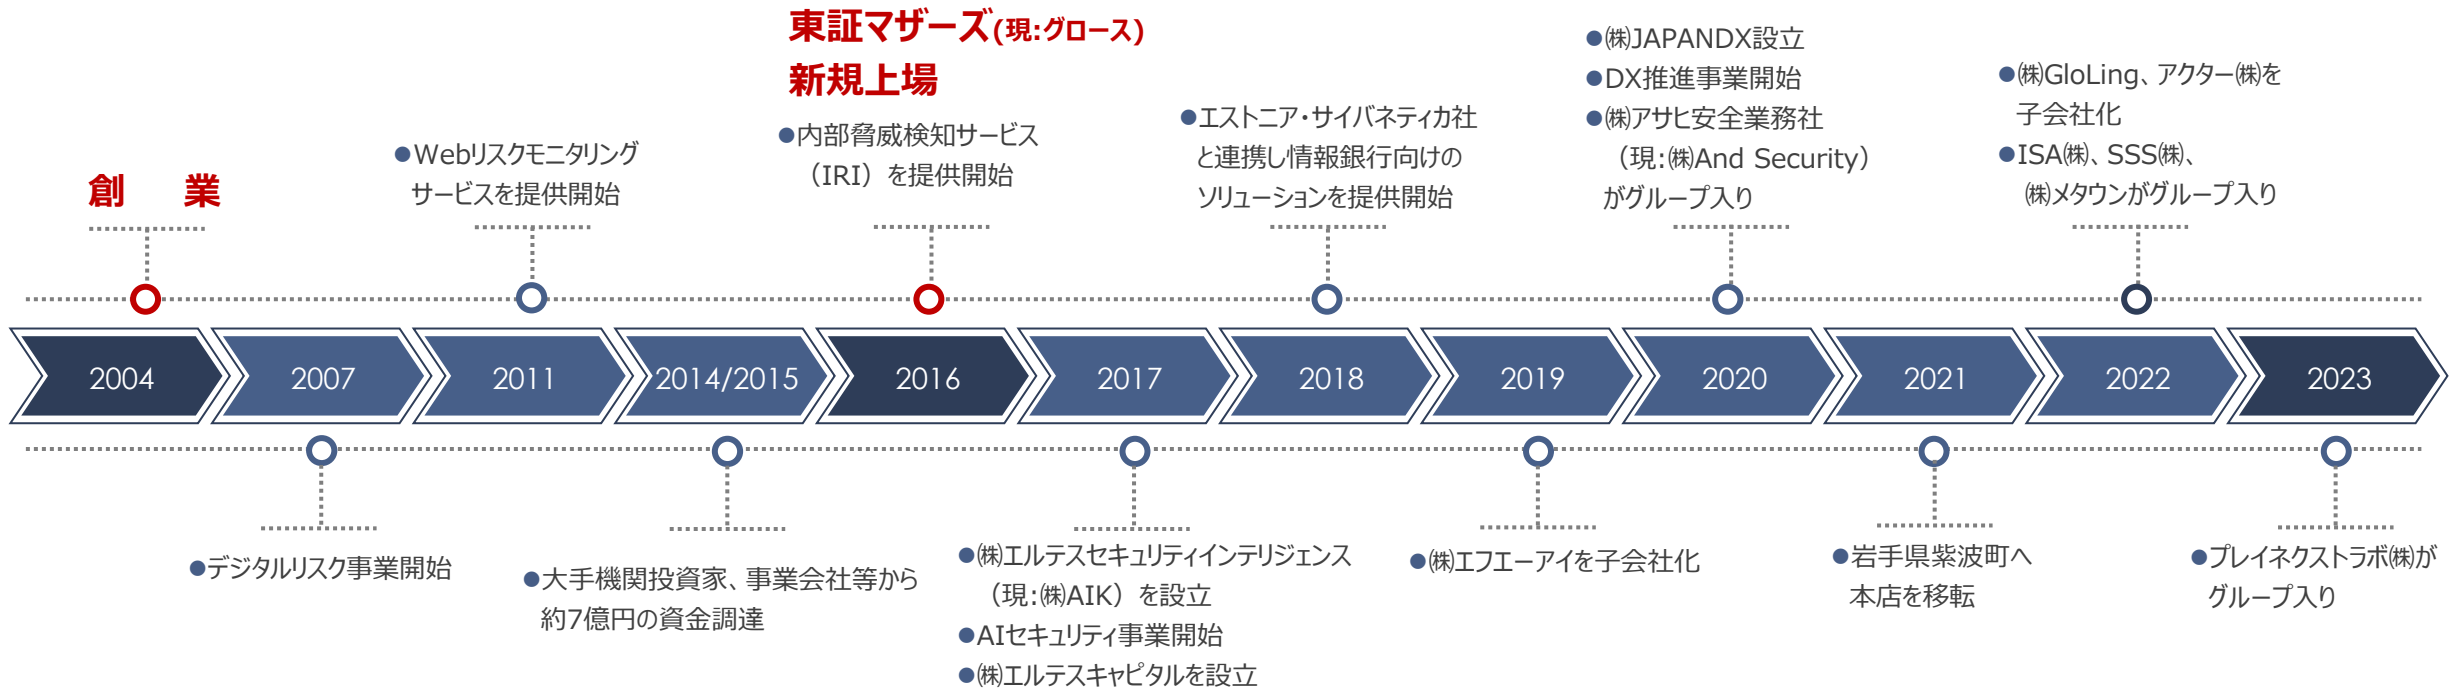 東証マザーズ(現:グロース)
新規上場
●内部脅威検知サービス
（IRI）を提供開始
創　業
●Webリスクモニタリング
サービスを提供開始
●エストニア・サイバネティカ社
と連携し情報銀行向けの
ソリューションを提供開始
●㈱JAPANDX設立
●DX推進事業開始
●㈱アサヒ安全業務社
（現:㈱And Security）
がグループ入り
●㈱GloLing、アクター㈱を
子会社化
●ISA㈱、SSS㈱、
㈱メタウンがグループ入り
2004
2007
2011
2014/2015
2016
2017
2018
2019
2020
2021
2022
2023
●デジタルリスク事業開始
●大手機関投資家、事業会社等から
約7億円の資金調達
●㈱エルテスセキュリティインテリジェンス
（現:㈱AIK）を設立
●AIセキュリティ事業開始
●㈱エルテスキャピタルを設立
●㈱エフエーアイを子会社化
●岩手県紫波町へ
本店を移転
●プレイネクストラボ㈱が
グループ入り